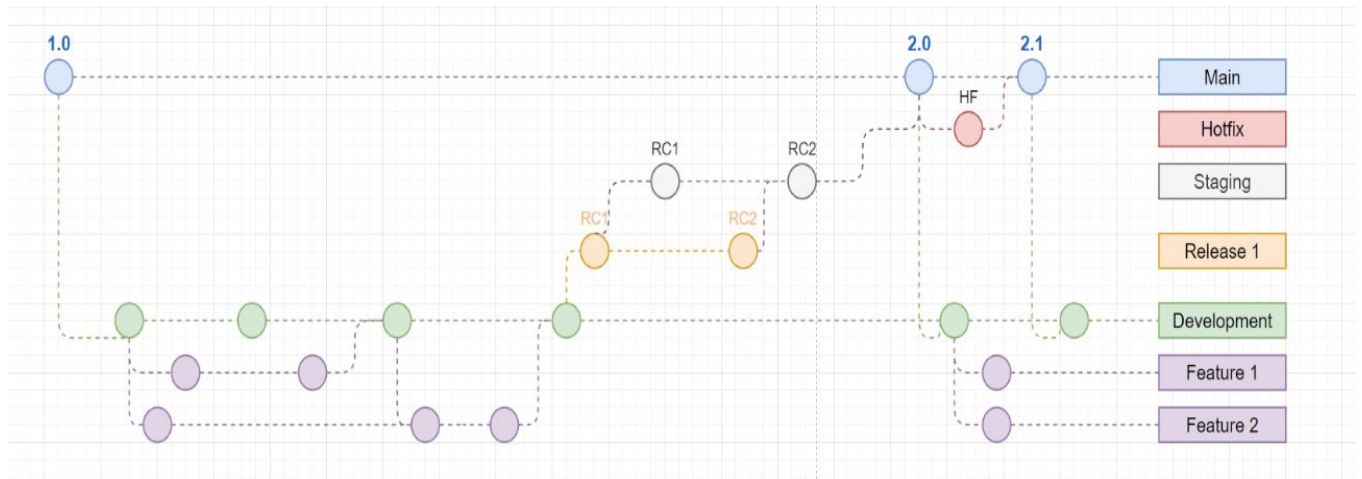 1.0
2.0
2.1
Main
HF
Hotfix
RC1
RC2
Staging
RC1
RC2
Release 1
Development
Feature 1
Feature 2